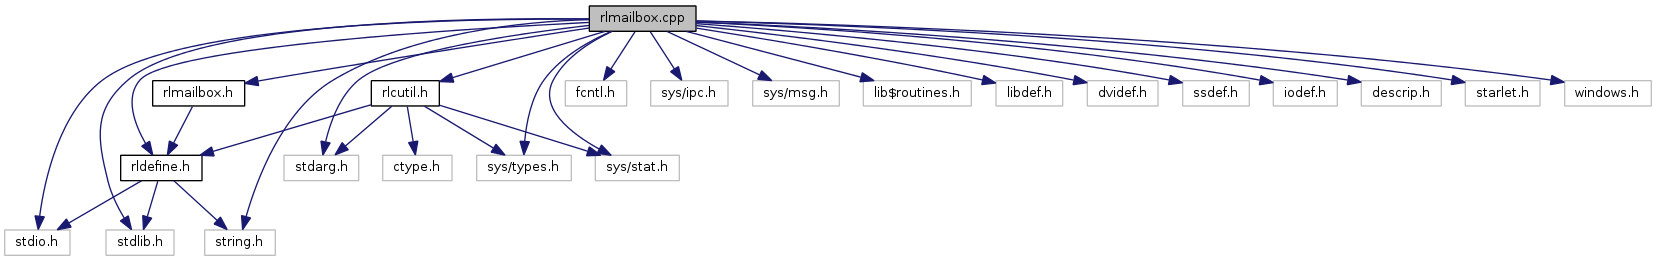 rlmailbox.cpp
rlmailbox.h
rlcutil.h
fcntl.h
sys/ipc.h
sys/msg.h
lib$routines.h
libdef.h
dvidef.h
ssdef.h
iodef.h
descrip.h
starlet.h
windows.h
rldefine.h
stdarg.h
ctype.h
sys/types.h
sys/stat.h
stdio.h
stdlib.h
string.h